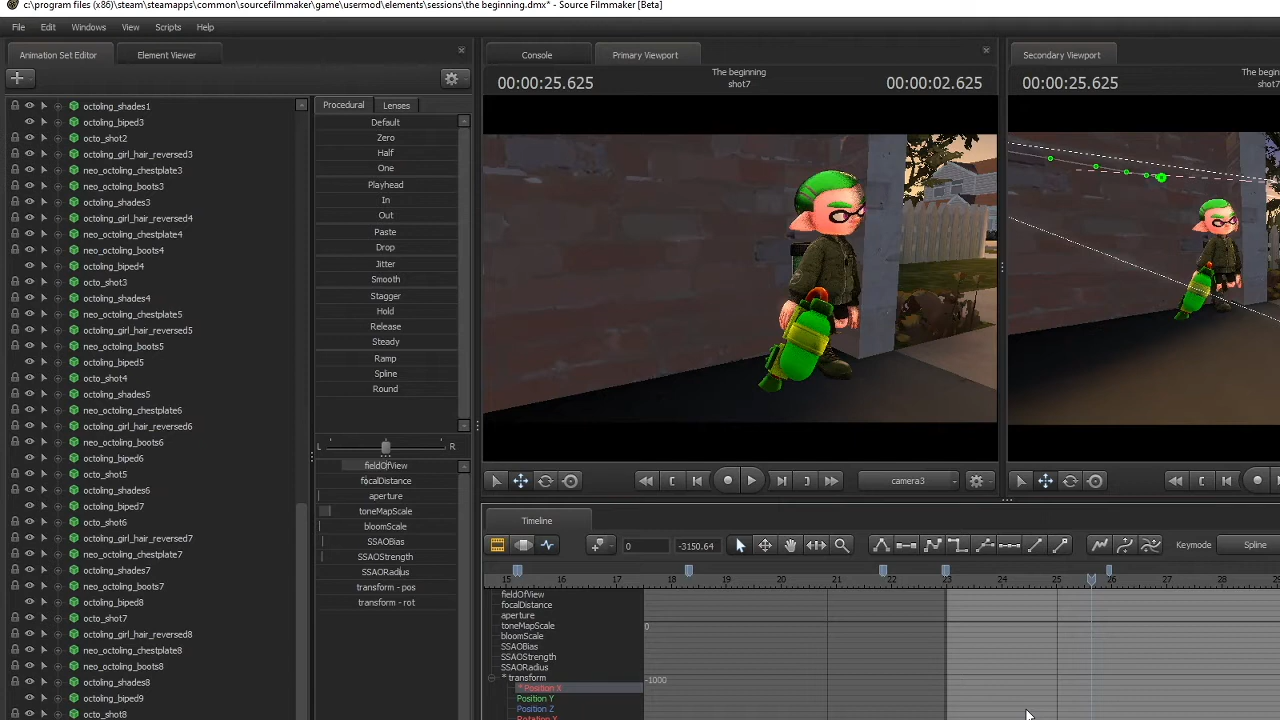 c:\program files (x86)\steam\steamapps\common\sourcefilmmaker\game\usermod\elements\sessions\the beginning.dmx* - Source Filmmaker [Beta]
File Edit Windows View Scripts Help
Animation Set Editor Element Viewer
Console Primary Viewport
Secondary Viewport
00:00:25.625
The beginning
shot7
00:00:02.625
00:00:25.625
The begin
shot7
octoling_shades1
octoling_biped3
octo_shot2
octoling_girl_hair_reversed3
neo_octoling_chestplate3
neo_octoling_boots3
octoling_shades3
octoling_girl_hair_reversed4
neo_octoling_chestplate4
neo_octoling_boots4
octoling_biped4
octo_shot3
octoling_shades4
neo_octoling_chestplate5
octoling_girl_hair_reversed5
neo_octoling_boots5
octoling_biped5
octo_shot4
octoling_shades5
neo_octoling_chestplate6
octoling_girl_hair_reversed6
neo_octoling_boots6
octoling_biped6
octo_shot5
octoling_shades6
octoling_biped7
octo_shot6
octoling_girl_hair_reversed7
neo_octoling_chestplate7
octoling_shades7
neo_octoling_boots7
octoling_biped8
octo_shot7
octoling_girl_hair_reversed8
neo_octoling_chestplate8
neo_octoling_boots8
octoling_shades8
octoling_biped9
octo_shot8
Procedural Lenses
Default
Zero
Half
One
Playhead
In
Out
Paste
Drop
Jitter
Smooth
Stagger
Hold
Release
Steady
Ramp
Spline
Round
L R
fieldOfView
focalDistance
aperture
toneMapScale
bloomScale
SSAOBias
SSAOStrength
SSAORadius
transform - pos
transform - rot
camera3
Timeline
0 -3150.64
Keymode Spline
15 16 17 18 19 20 21 22 23 24 25 26 27 28 29
fieldOfView
focalDistance
aperture
toneMapScale
bloomScale
SSAOBias
SSAOStrength
SSAORadius
* transform
* Position X
Position Y
Position Z
Rotation X
0
-1000